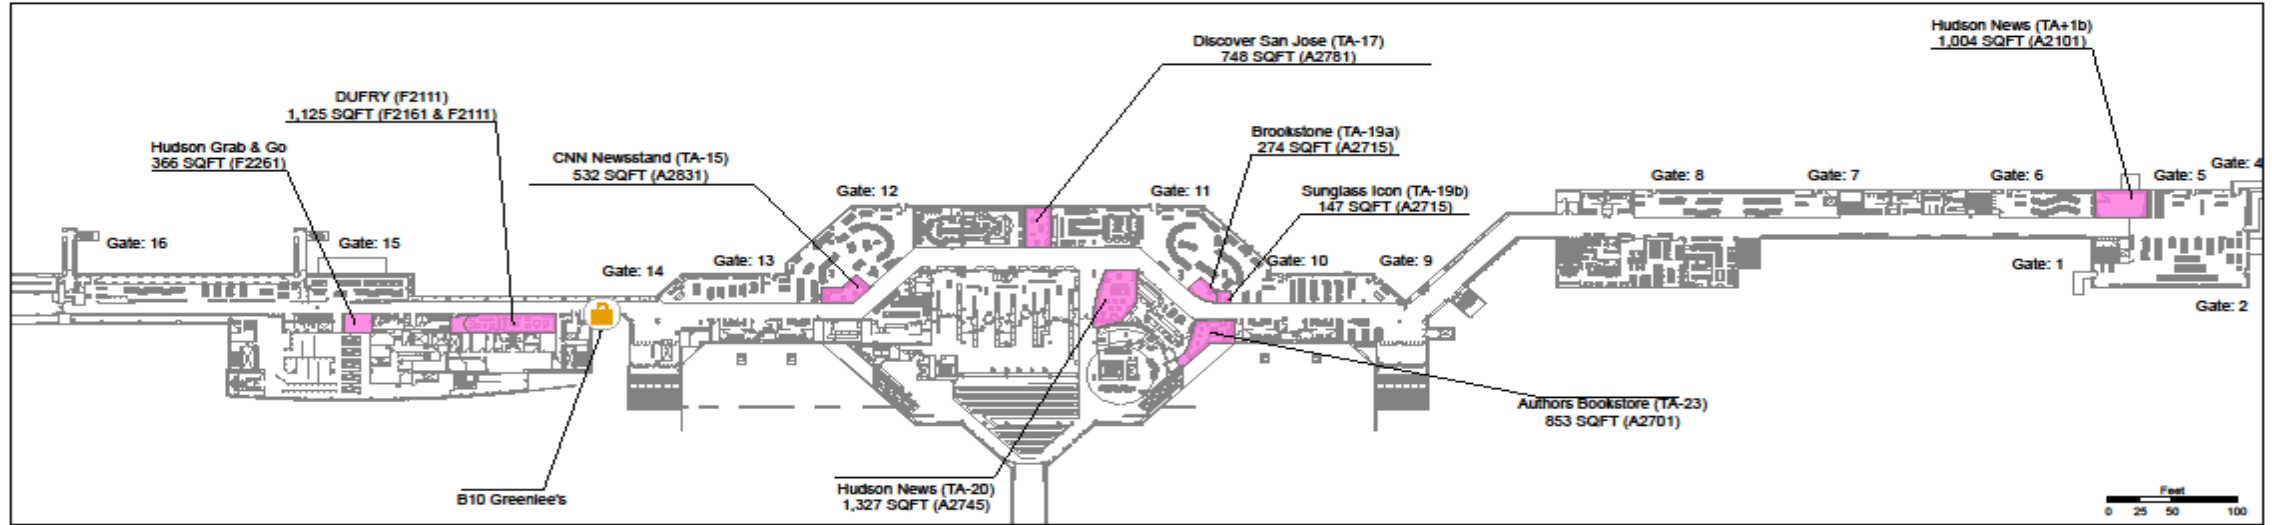 Hudson News (TA+1b)
1,004 SQFT (A2101)
Discover San Jose (TA-17)
748 SQFT (A2781)
DUFRY (F2111)
1,125 SQFT (F2161 & F2111)
Hudson Grab & Go
366 SQFT (F2261)
CNN Newsstand (TA-15)
532 SQFT (A2831)
Brookstone (TA-19a)
274 SQFT (A2715)
Sunglass Icon (TA-19b)
147 SQFT (A2715)
Gate: 16
Gate: 15
Gate: 14
Gate: 13
Gate: 12
Gate: 11
Gate: 10
Gate: 9
Gate: 8
Gate: 7
Gate: 6
Gate: 5
Gate: 4
Gate: 1
Gate: 2
Authors Bookstore (TA-23)
853 SQFT (A2701)
B10 Greenlee's
Hudson News (TA-20)
1,327 SQFT (A2745)
Feet
0 25 50 100